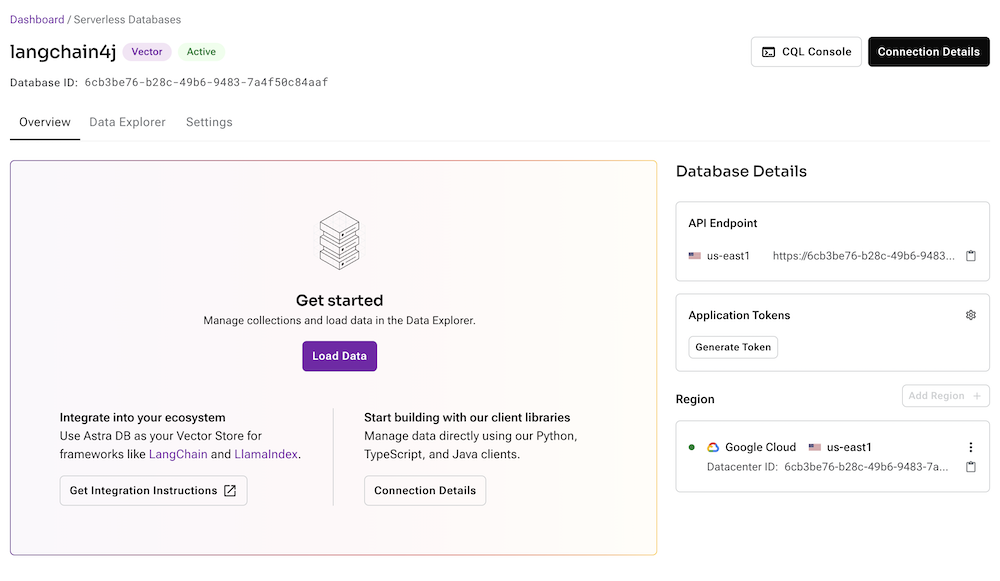 Dashboard / Serverless Databases
langchain4j Vector Active
CQL Console
Connection Details
Database ID: 6cb3be76-b28c-49b6-9483-7a4f50c84aaf
Overview Data Explorer Settings
Get started
Manage collections and load data in the Data Explorer.
Load Data
Integrate into your ecosystem
Use Astra DB as your Vector Store for
frameworks like LangChain and LlamaIndex.
Get Integration Instructions
Start building with our client libraries
Manage data directly using our Python,
TypeScript, and Java clients.
Connection Details
Database Details
API Endpoint
us-east1 https://6cb3be76-b28c-49b6-9483...
Application Tokens
Generate Token
Region
Add Region +
Google Cloud us-east1
Datacenter ID: 6cb3be76-b28c-49b6-9483-7a...